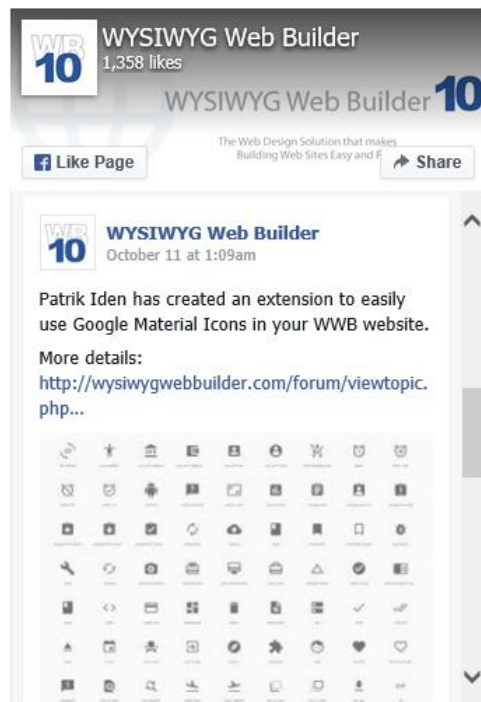 WB
10
WYSIWYG Web Builder
1,358 likes
WYSIWYG Web Builder 10
The Web Design Solution that makes
Building Web Sites Easy and F
Like Page
Share
WB
10
WYSIWYG Web Builder
October 11 at 1:09am
Patrik Iden has created an extension to easily
use Google Material Icons in your WWB website.
More details:
http://wysiwygwebbuilder.com/forum/viewtopic.
php...